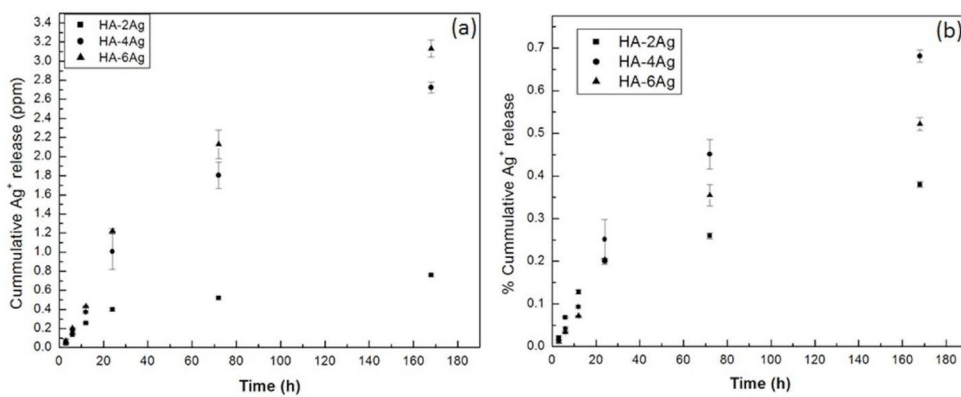 (a)
HA-2Ag
HA-4Ag
HA-6Ag
Cummulative Ag⁺ release (ppm)
3.4
3.2
3.0
2.8
2.6
2.4
2.2
2.0
1.8
1.6
1.4
1.2
1.0
0.8
0.6
0.4
0.2
0.0
0 20 40 60 80 100 120 140 160 180
Time (h)
(b)
HA-2Ag
HA-4Ag
HA-6Ag
% Cummulative Ag⁺ release
0.7
0.6
0.5
0.4
0.3
0.2
0.1
0.0
0 20 40 60 80 100 120 140 160 180
Time (h)